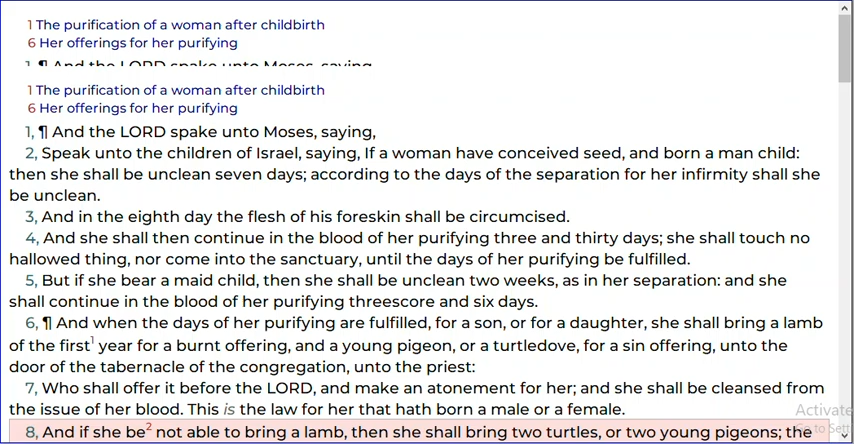 1 The purification of a woman after childbirth
6 Her offerings for her purifying
1, ¶ And the LORD spake unto Moses, saying,
1 The purification of a woman after childbirth
6 Her offerings for her purifying
1, ¶ And the LORD spake unto Moses, saying,
2, Speak unto the children of Israel, saying, If a woman have conceived seed, and born a man child:
then she shall be unclean seven days; according to the days of the separation for her infirmity shall she
be unclean.
3, And in the eighth day the flesh of his foreskin shall be circumcised.
4, And she shall then continue in the blood of her purifying three and thirty days; she shall touch no
hallowed thing, nor come into the sanctuary, until the days of her purifying be fulfilled.
5, But if she bear a maid child, then she shall be unclean two weeks, as in her separation: and she
shall continue in the blood of her purifying threescore and six days.
6, ¶ And when the days of her purifying are fulfilled, for a son, or for a daughter, she shall bring a lamb
of the first1 year for a burnt offering, and a young pigeon, or a turtledove, for a sin offering, unto the
door of the tabernacle of the congregation, unto the priest:
7, Who shall offer it before the LORD, and make an atonement for her; and she shall be cleansed from
the issue of her blood. This is the law for her that hath born a male or a female.
Activate
8, And if she be2 not able to bring a lamb, then she shall bring two turtles, or two young pigeons; the
Go to Sett